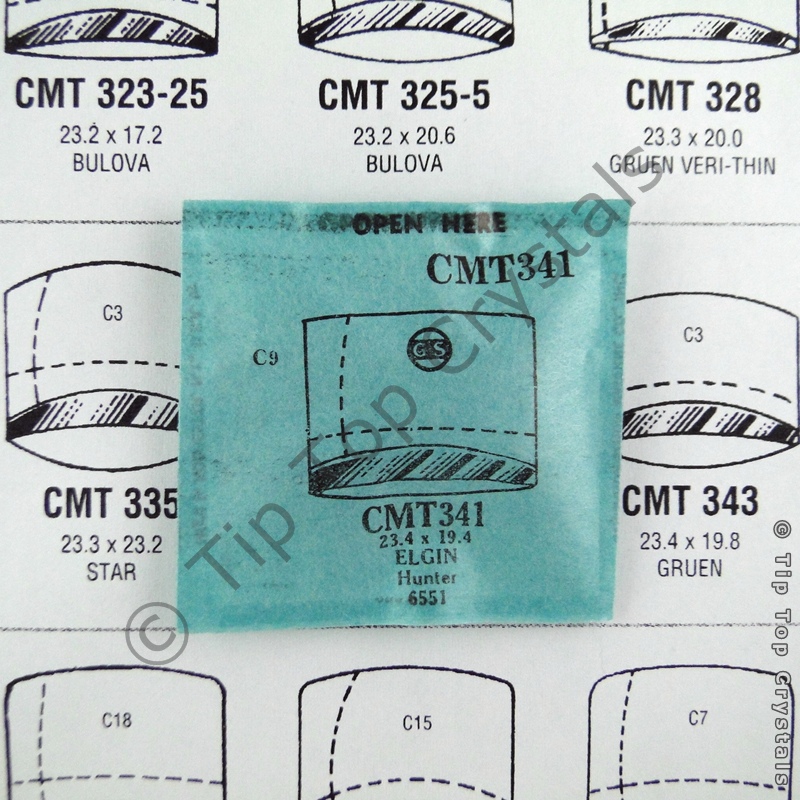 CMT 323-25
23.2 x 17.2
BULOVA
CMT 325-5
23.2 x 20.6
BULOVA
CMT 328
23.3 x 20.0
GRUEN VERI-THIN
OPEN HERE
CMT341
C9
CS
CMT341
23.4 x 19.4
ELGIN
Hunter
6551
C3
CMT 335
23.3 x 23.2
STAR
C3
CMT 343
23.4 x 19.8
GRUEN
C18
C15
C7
© Tip Top Crystals
© Tip Top Crystals